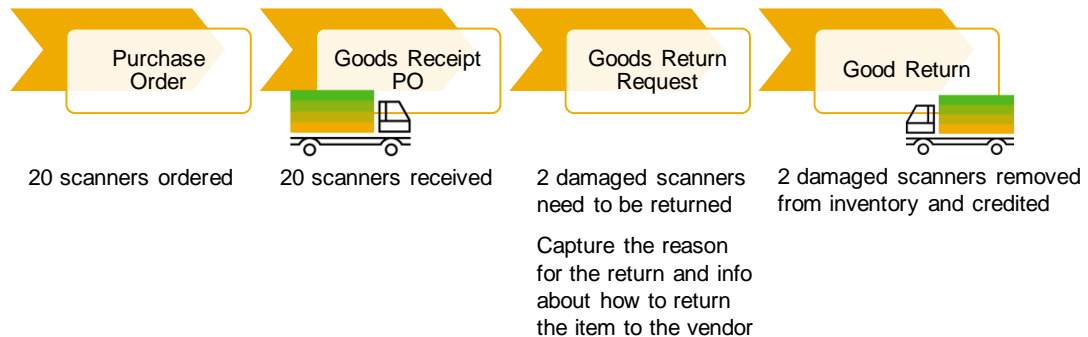 Purchase
Order
Goods Receipt
PO
Goods Return
Request
Good Return
20 scanners ordered
20 scanners received
2 damaged scanners
need to be returned
Capture the reason
for the return and info
about how to return
the item to the vendor
2 damaged scanners removed
from inventory and credited